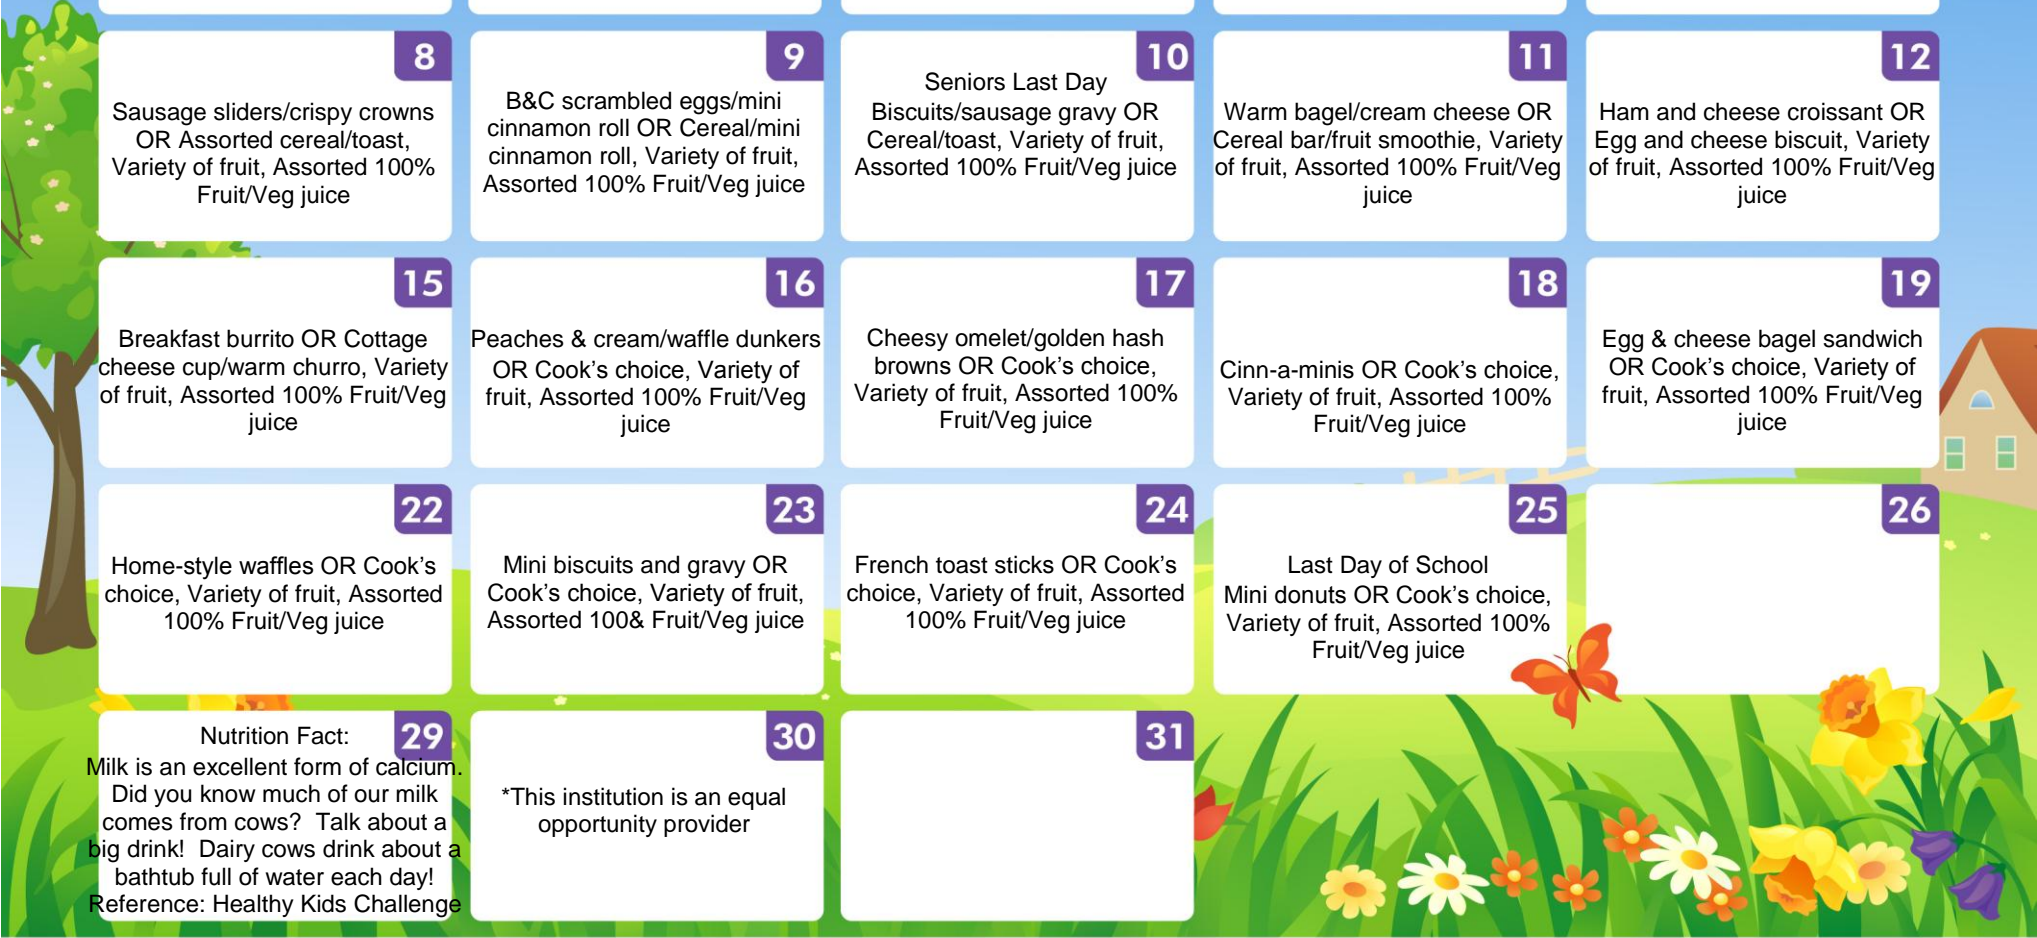 8
Sausage sliders/crispy crowns
OR Assorted cereal/toast,
Variety of fruit, Assorted 100%
Fruit/Veg juice
9
B&C scrambled eggs/mini
cinnamon roll OR Cereal/mini
cinnamon roll, Variety of fruit,
Assorted 100% Fruit/Veg juice
10
Seniors Last Day
Biscuits/sausage gravy OR
Cereal/toast, Variety of fruit,
Assorted 100% Fruit/Veg juice
11
Warm bagel/cream cheese OR
Cereal bar/fruit smoothie, Variety
of fruit, Assorted 100% Fruit/Veg
juice
12
Ham and cheese croissant OR
Egg and cheese biscuit, Variety
of fruit, Assorted 100% Fruit/Veg
juice
15
Breakfast burrito OR Cottage
cheese cup/warm churro, Variety
of fruit, Assorted 100% Fruit/Veg
juice
16
Peaches & cream/waffle dunkers
OR Cook’s choice, Variety of
fruit, Assorted 100% Fruit/Veg
juice
17
Cheesy omelet/golden hash
browns OR Cook’s choice,
Variety of fruit, Assorted 100%
Fruit/Veg juice
18
Cinn-a-minis OR Cook’s choice,
Variety of fruit, Assorted 100%
Fruit/Veg juice
19
Egg & cheese bagel sandwich
OR Cook’s choice, Variety of
fruit, Assorted 100% Fruit/Veg
juice
22
Home-style waffles OR Cook’s
choice, Variety of fruit, Assorted
100% Fruit/Veg juice
23
Mini biscuits and gravy OR
Cook’s choice, Variety of fruit,
Assorted 100& Fruit/Veg juice
24
French toast sticks OR Cook’s
choice, Variety of fruit, Assorted
100% Fruit/Veg juice
25
Last Day of School
Mini donuts OR Cook’s choice,
Variety of fruit, Assorted 100%
Fruit/Veg juice
26
29
Nutrition Fact:
Milk is an excellent form of calcium.
Did you know much of our milk
comes from cows?  Talk about a
big drink!  Dairy cows drink about a
bathtub full of water each day!
Reference: Healthy Kids Challenge
30
*This institution is an equal
opportunity provider
31